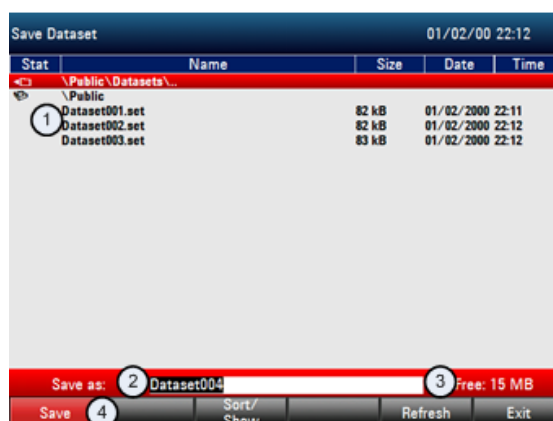 Save Dataset 01/02/00 22:12
Stat Name Size Date Time
\Public\Datasets\..
\Public
1
Dataset001.set 82 kB 01/02/2000 22:11
Dataset002.set 82 kB 01/02/2000 22:12
Dataset003.set 83 kB 01/02/2000 22:12
Save as: 2 Dataset004 3 Free: 15 MB
Save 4 Sort/ Refresh Exit
Show